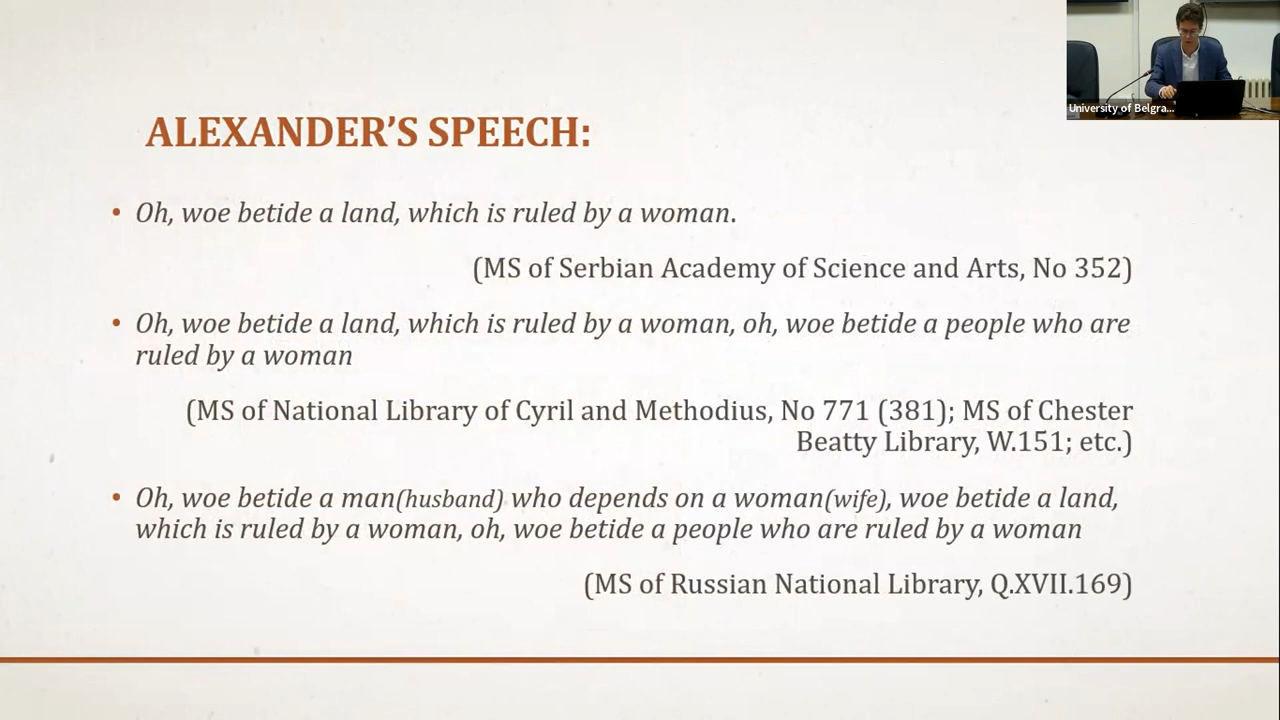 University of Belgra...
ALEXANDER'S SPEECH:
• Oh, woe betide a land, which is ruled by a woman.
(MS of Serbian Academy of Science and Arts, No 352)
• Oh, woe betide a land, which is ruled by a woman, oh, woe betide a people who are
ruled by a woman
(MS of National Library of Cyril and Methodius, No 771 (381); MS of Chester
Beatty Library, W.151; etc.)
• Oh, woe betide a man(husband) who depends on a woman(wife), woe betide a land,
which is ruled by a woman, oh, woe betide a people who are ruled by a woman
(MS of Russian National Library, Q.XVII.169)